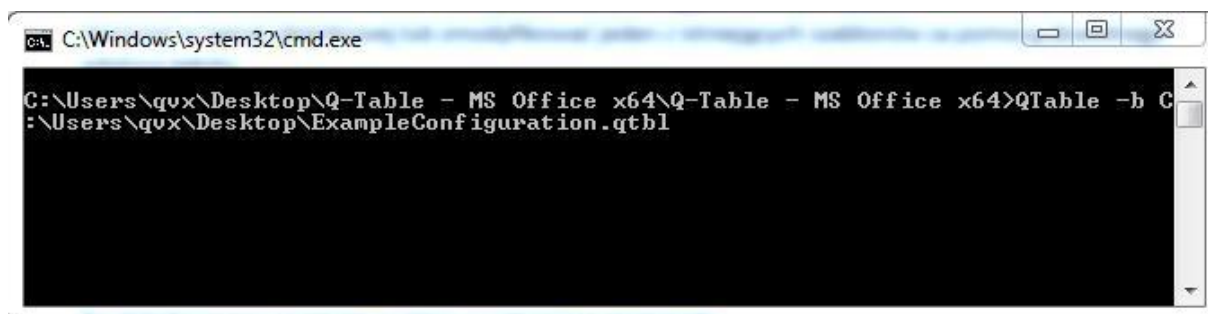 C:\Windows\system32\cmd.exe
C:\Users\qvx\Desktop\Q-Table - MS Office x64\Q-Table - MS Office x64>QTable -b C
:\Users\qvx\Desktop\ExampleConfiguration.qtbl